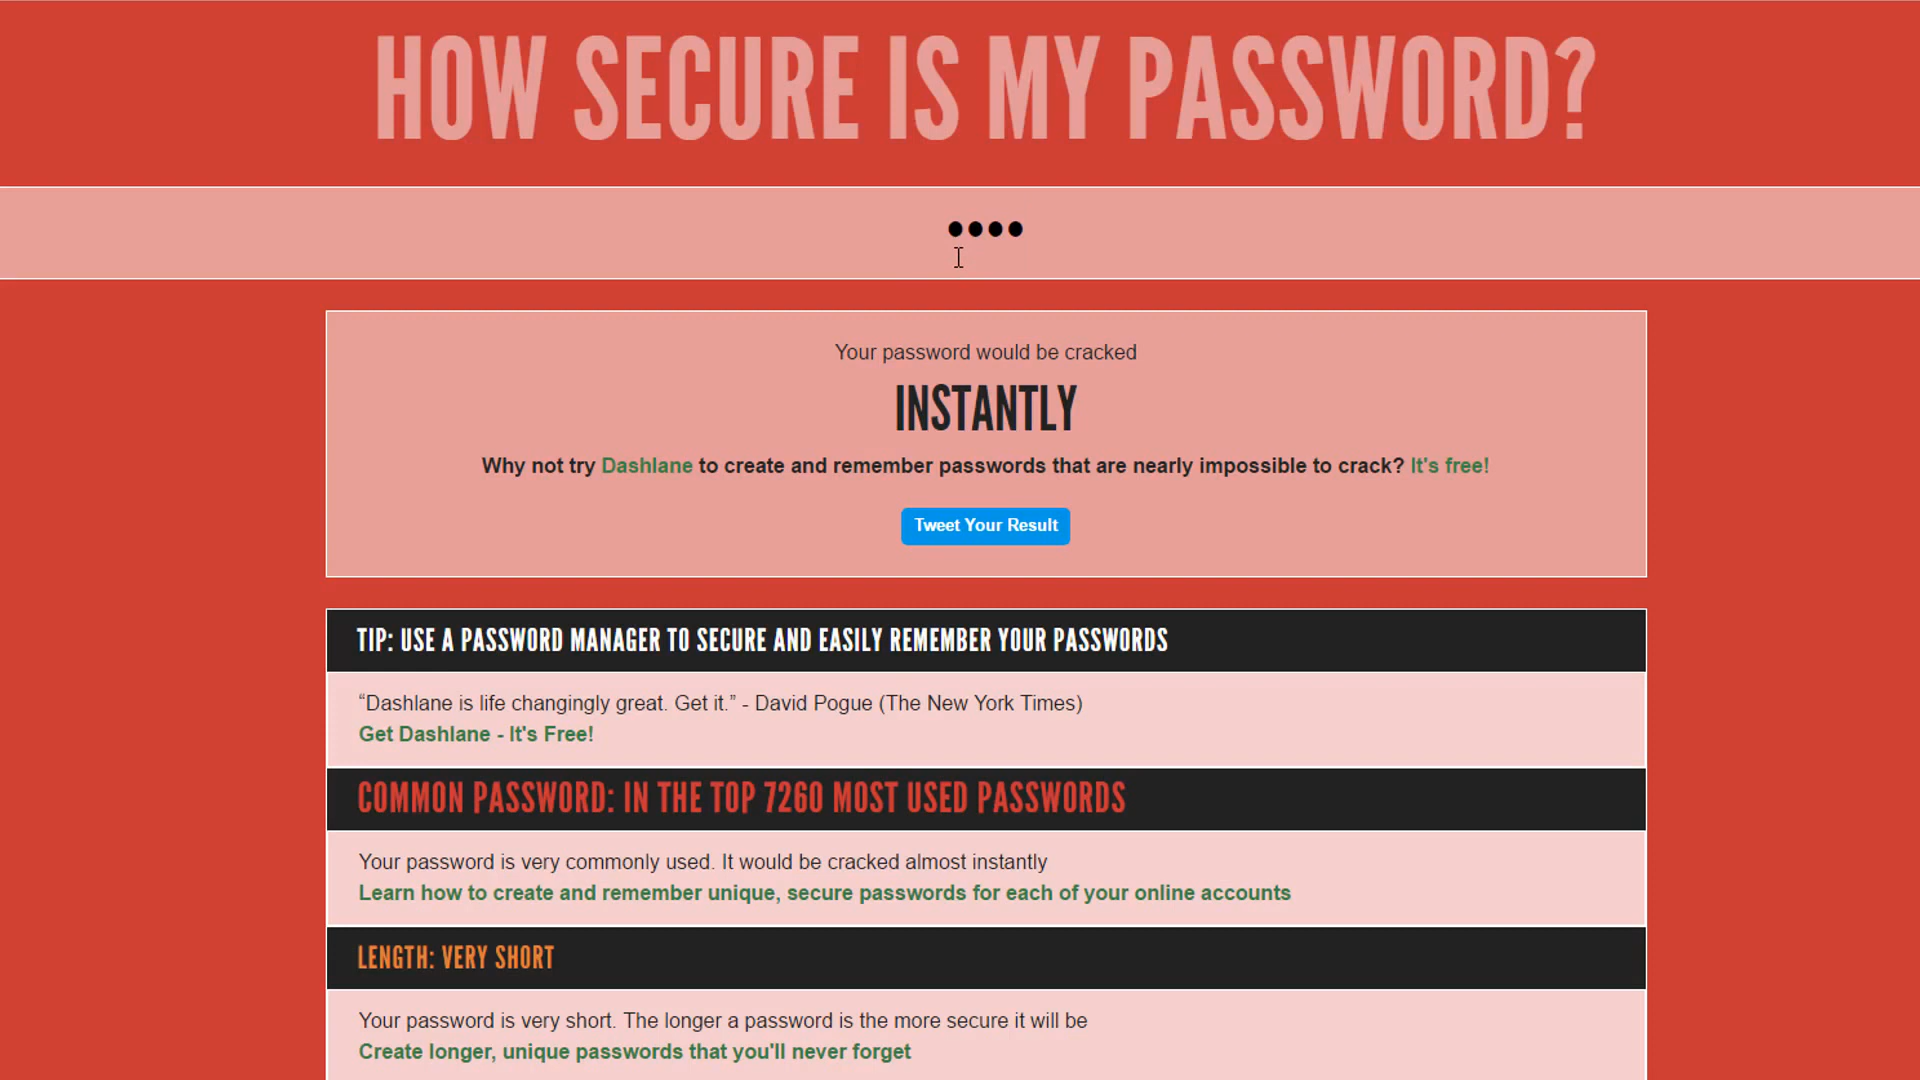 HOW SECURE IS MY PASSWORD?
••••
Your password would be cracked
INSTANTLY
Why not try Dashlane to create and remember passwords that are nearly impossible to crack? It's free!
Tweet Your Result
TIP: USE A PASSWORD MANAGER TO SECURE AND EASILY REMEMBER YOUR PASSWORDS
“Dashlane is life changingly great. Get it.” - David Pogue (The New York Times)
Get Dashlane - It's Free!
COMMON PASSWORD: IN THE TOP 7260 MOST USED PASSWORDS
Your password is very commonly used. It would be cracked almost instantly
Learn how to create and remember unique, secure passwords for each of your online accounts
LENGTH: VERY SHORT
Your password is very short. The longer a password is the more secure it will be
Create longer, unique passwords that you'll never forget